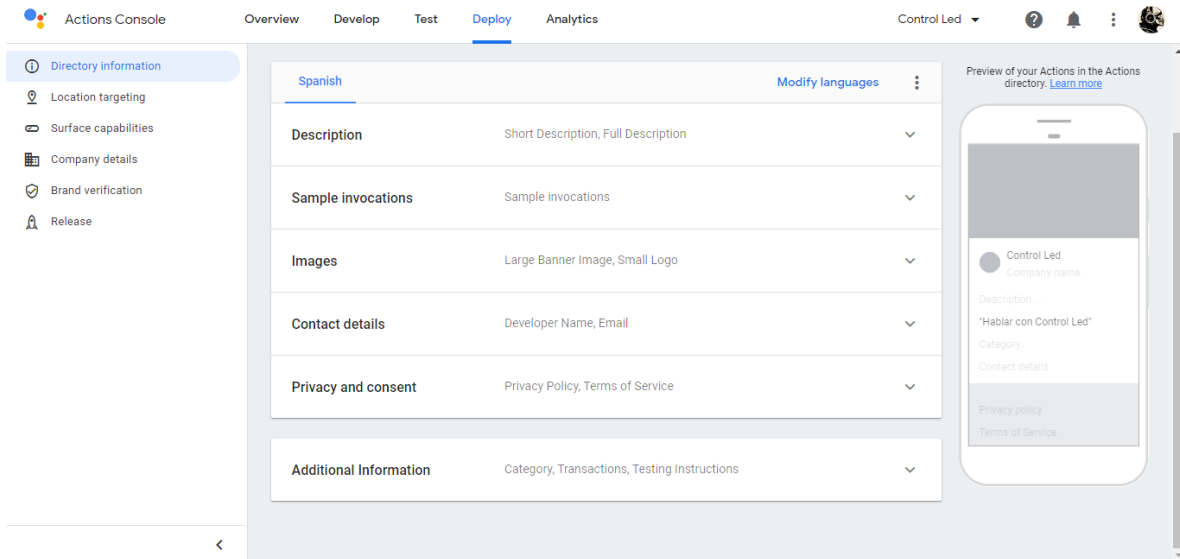 Actions Console
Overview Develop Test Deploy Analytics
Control Led
Directory information
Location targeting
Surface capabilities
Company details
Brand verification
Release
Spanish
Modify languages
Description
Short Description, Full Description
Sample invocations
Sample invocations
Images
Large Banner Image, Small Logo
Contact details
Developer Name, Email
Privacy and consent
Privacy Policy, Terms of Service
Additional Information
Category, Transactions, Testing Instructions
Preview of your Actions in the Actions
directory. Learn more
Control Led
Company name
Description ...
"Hablar con Control Led"
Category:
Contact details
Privacy policy
Terms of Service